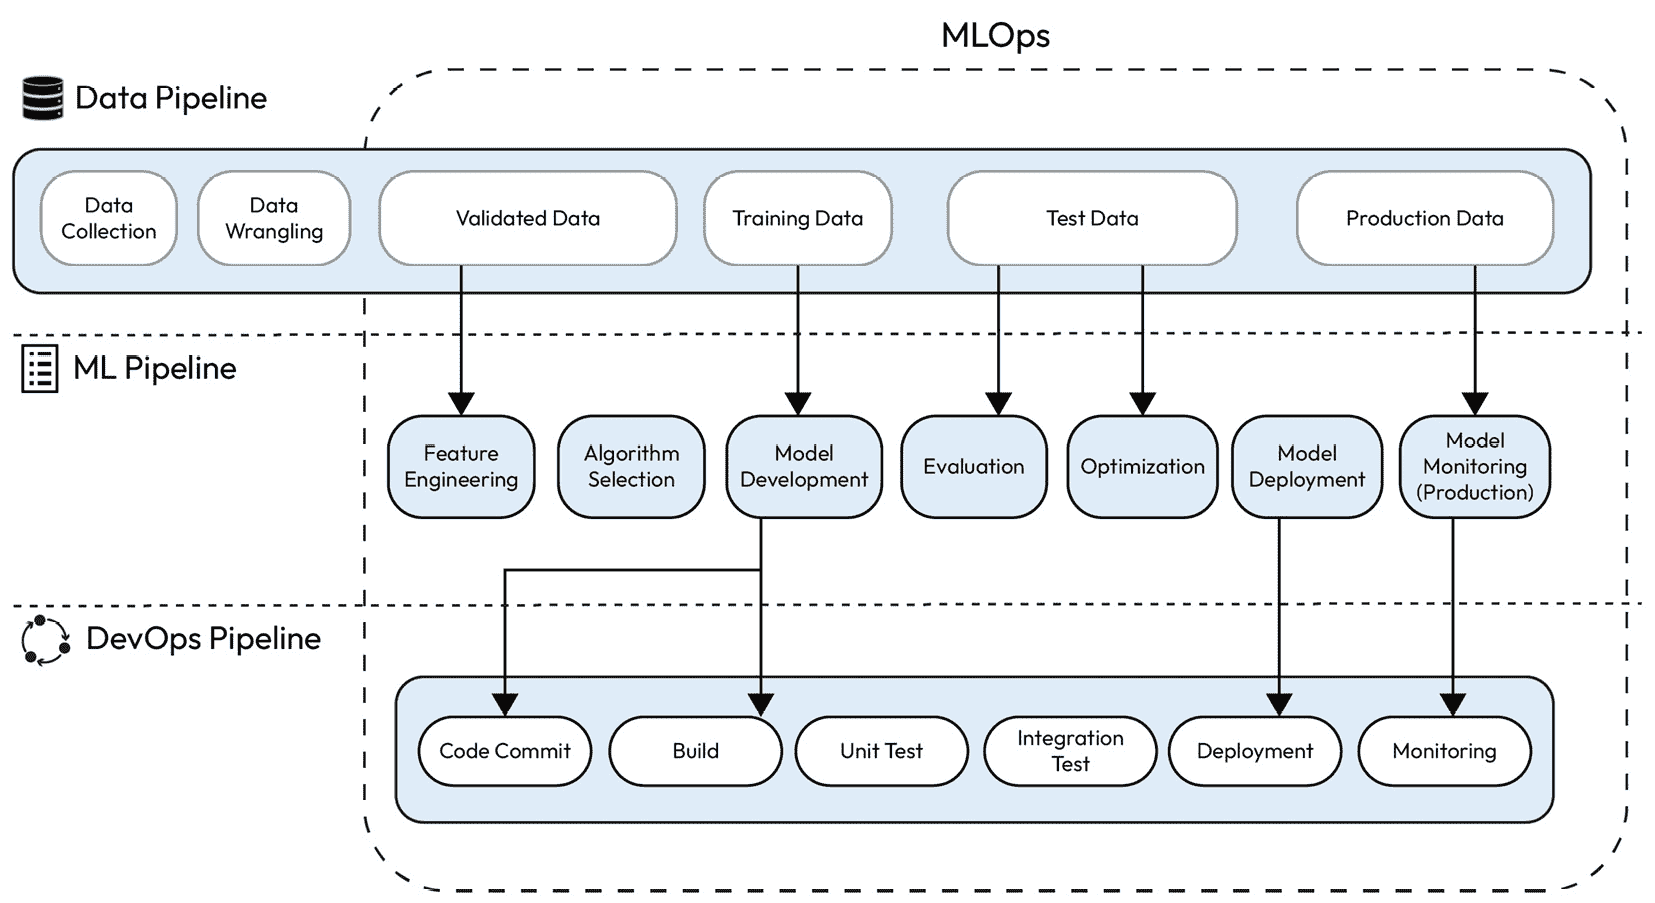 MLOps
Data Pipeline
Data
Collection
Data
Wrangling
Validated Data
Training Data
Test Data
Production Data
ML Pipeline
Feature
Engineering
Algorithm
Selection
Model
Development
Evaluation
Optimization
Model
Deployment
Model
Monitoring
(Production)
DevOps Pipeline
Code Commit
Build
Unit Test
Integration
Test
Deployment
Monitoring